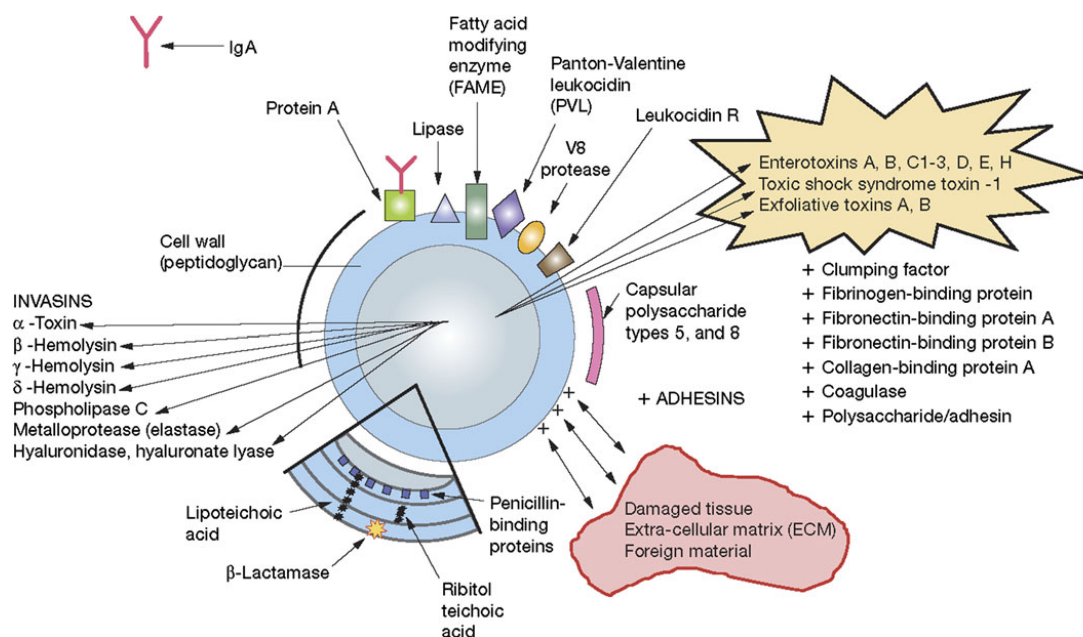 IgA
Fatty acid
modifying
enzyme
(FAME)
Panton-Valentine
leukocidin
(PVL)
Protein A
Lipase
Leukocidin R
V8
protease
Enterotoxins A, B, C1-3, D, E, H
Toxic shock syndrome toxin -1
Exfoliative toxins A, B
Cell wall
(peptidoglycan)
INVASINS
α -Toxin
β -Hemolysin
γ -Hemolysin
δ -Hemolysin
Phospholipase C
Metalloprotease (elastase)
Hyaluronidase, hyaluronate lyase
Capsular
polysaccharide
types 5, and 8
+ Clumping factor
+ Fibrinogen-binding protein
+ Fibronectin-binding protein A
+ Fibronectin-binding protein B
+ Collagen-binding protein A
+ Coagulase
+ Polysaccharide/adhesin
+ ADHESINS
+
+
+
Lipoteichoic
acid
β-Lactamase
Penicillin-
binding
proteins
Ribitol
teichoic
acid
Damaged tissue
Extra-cellular matrix (ECM)
Foreign material